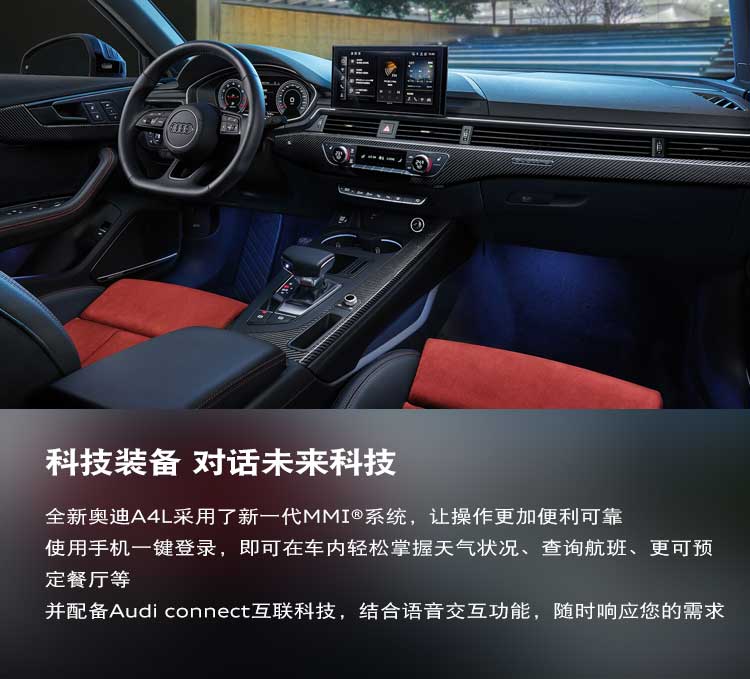 科技装备 对话未来科技
全新奥迪A4L采用了新一代MMI®系统，让操作更加便利可靠
使用手机一键登录，即可在车内轻松掌握天气状况、查询航班、更可预
定餐厅等
并配备Audi connect互联科技，结合语音交互功能，随时响应您的需求